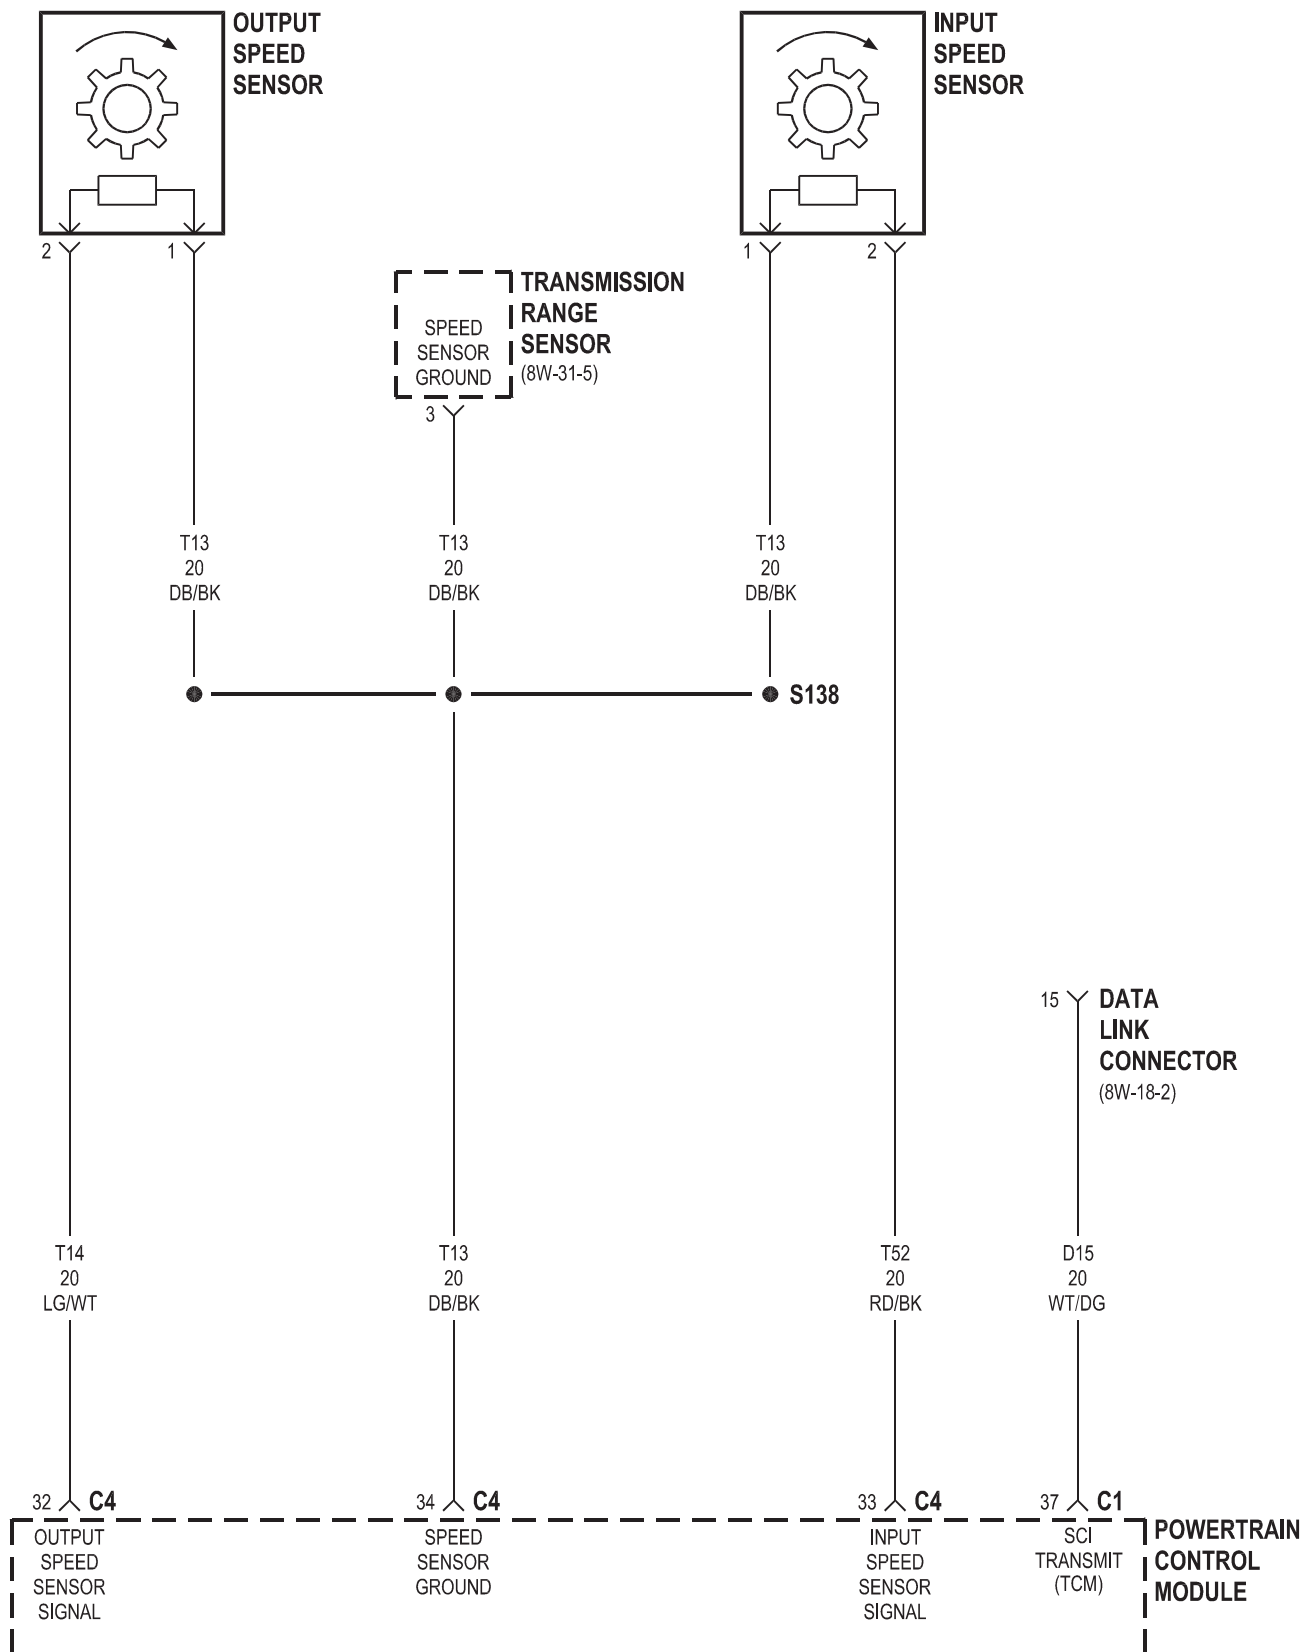 OUTPUT
SPEED
SENSOR
INPUT
SPEED
SENSOR
2
1
1
2
TRANSMISSION
RANGE
SENSOR
(8W-31-5)
SPEED
SENSOR
GROUND
3
T13
20
DB/BK
T13
20
DB/BK
T13
20
DB/BK
S138
15
DATA
LINK
CONNECTOR
(8W-18-2)
T14
20
LG/WT
T13
20
DB/BK
T52
20
RD/BK
D15
20
WT/DG
32 C4
34 C4
33 C4
37 C1
OUTPUT
SPEED
SENSOR
SIGNAL
SPEED
SENSOR
GROUND
INPUT
SPEED
SENSOR
SIGNAL
SCI
TRANSMIT
(TCM)
POWERTRAIN
CONTROL
MODULE